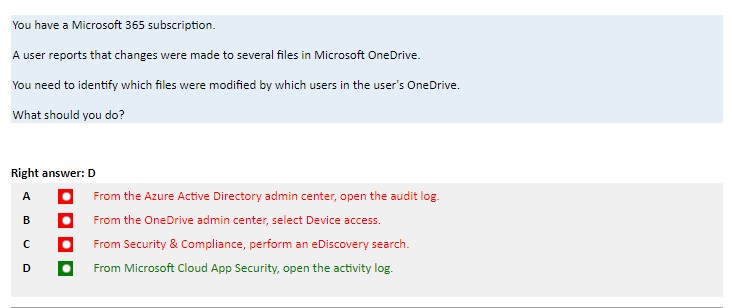 You have a Microsoft 365 subscription.
A user reports that changes were made to several files in Microsoft OneDrive.
You need to identify which files were modified by which users in the user's OneDrive.
What should you do?
Right answer: D
A From the Azure Active Directory admin center, open the audit log.
B From the OneDrive admin center, select Device access.
C From Security & Compliance, perform an eDiscovery search.
D From Microsoft Cloud App Security, open the activity log.